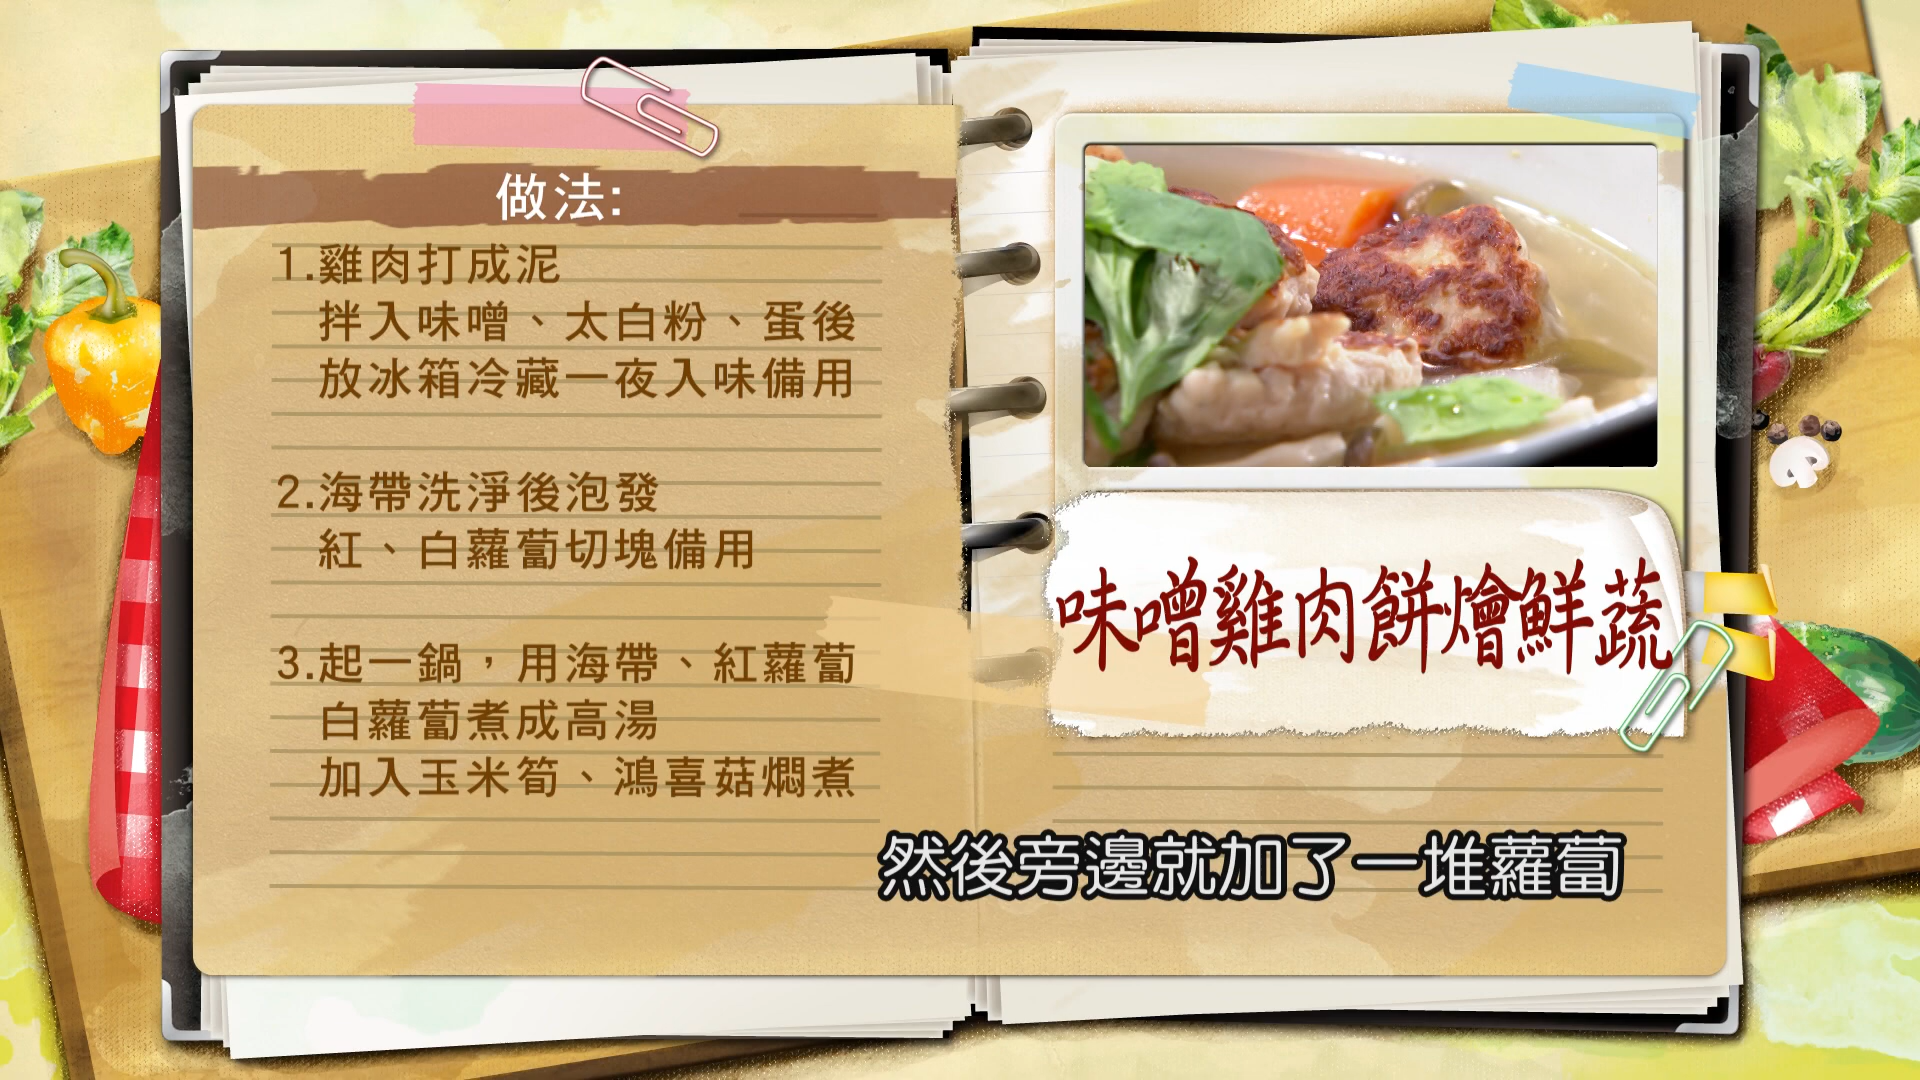 做法:
1.雞肉打成泥
拌入味噌、太白粉、蛋後
放冰箱冷藏一夜入味備用
2.海帶洗淨後泡發
紅、白蘿蔔切塊備用
3.起一鍋，用海帶、紅蘿蔔
白蘿蔔煮成高湯
加入玉米筍、鴻喜菇燜煮
味噌雞肉餅燴鮮蔬
然後旁邊就加了一堆蘿蔔